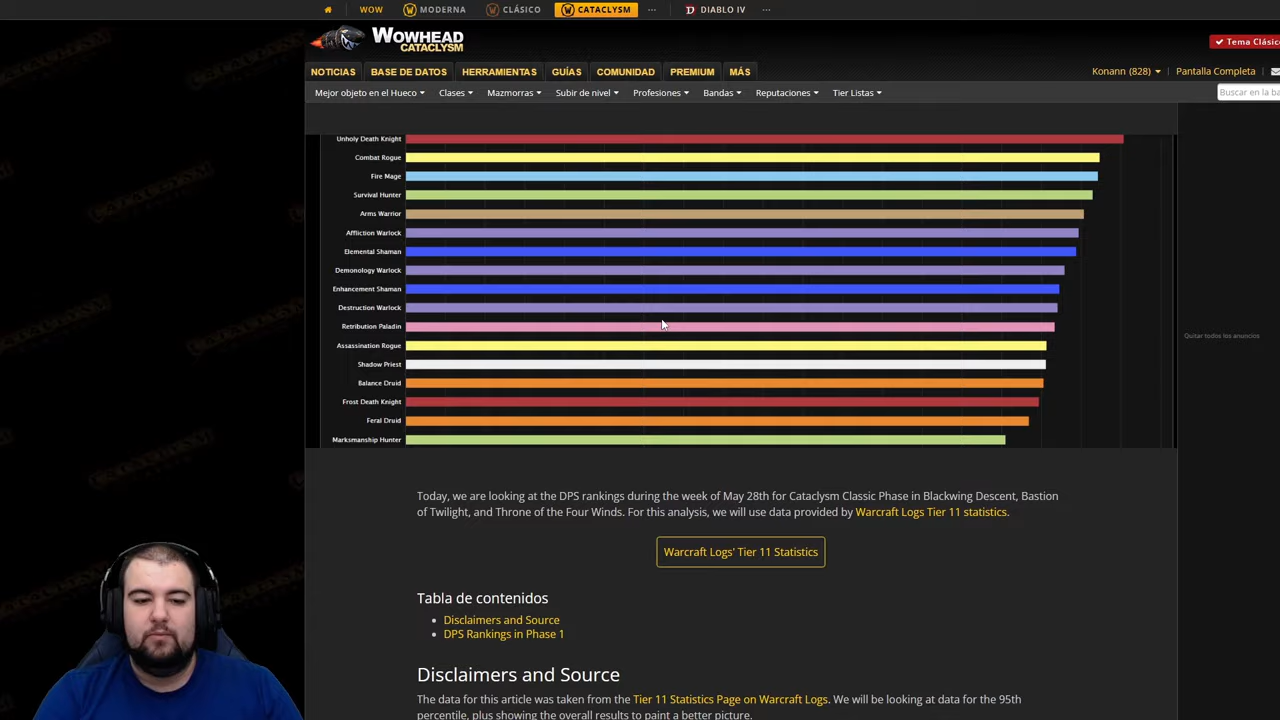 WOW
MODERNA
CLÁSICO
CATACLYSM
DIABLO IV
WOWHEAD
CATACLYSM
Tema Clásic
NOTICIAS
BASE DE DATOS
HERRAMIENTAS
GUÍAS
COMUNIDAD
PREMIUM
MÁS
Konann (828)
Pantalla Completa
Mejor objeto en el Hueco
Clases
Mazmorras
Subir de nivel
Profesiones
Bandas
Reputaciones
Tier Listas
Buscar en la ba
Unholy Death Knight
Combat Rogue
Fire Mage
Survival Hunter
Arms Warrior
Affliction Warlock
Elemental Shaman
Demonology Warlock
Enhancement Shaman
Destruction Warlock
Retribution Paladin
Assassination Rogue
Shadow Priest
Balance Druid
Frost Death Knight
Feral Druid
Marksmanship Hunter
Quitar todos los anuncios
Today, we are looking at the DPS rankings during the week of May 28th for Cataclysm Classic Phase in Blackwing Descent, Bastion
of Twilight, and Throne of the Four Winds. For this analysis, we will use data provided by Warcraft Logs Tier 11 statistics.
Warcraft Logs' Tier 11 Statistics
Tabla de contenidos
Disclaimers and Source
DPS Rankings in Phase 1
Disclaimers and Source
The data for this article was taken from the Tier 11 Statistics Page on Warcraft Logs. We will be looking at data for the 95th
percentile, plus showing the overall results to paint a better picture.